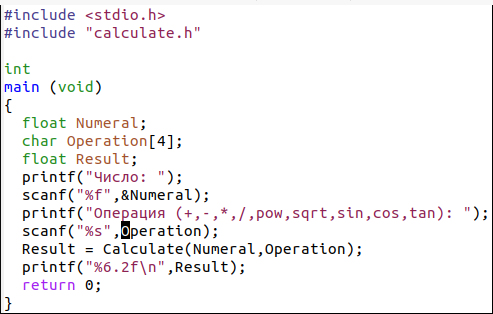 #include <stdio.h>
#include "calculate.h"
int
main (void)
{
float Numeral;
char Operation[4];
float Result;
printf("Число: ");
scanf("%f",&Numeral);
printf("Операция (+,-,*,/,pow,sqrt,sin,cos,tan): ");
scanf("%s",Operation);
Result = Calculate(Numeral,Operation);
printf("%6.2f\n",Result);
return 0;
}